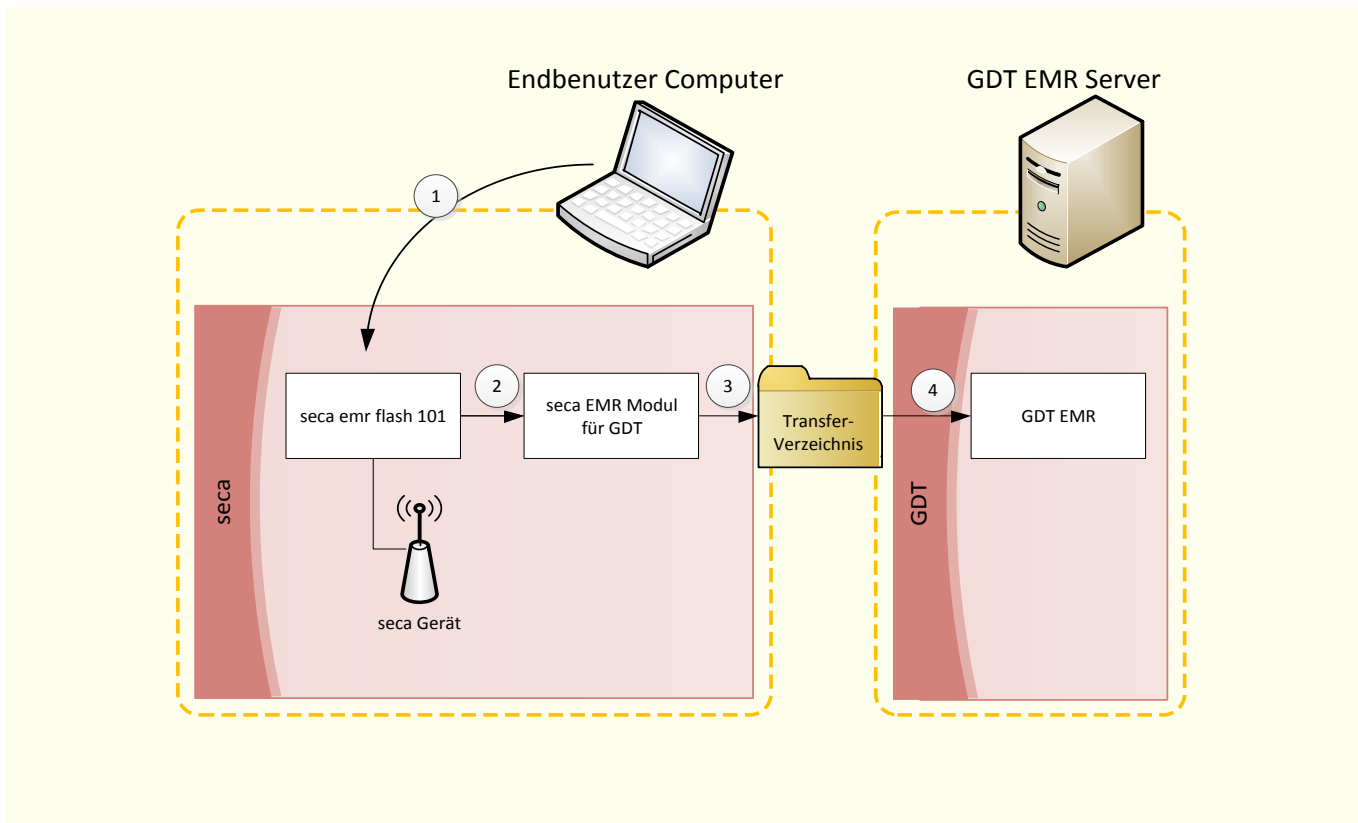 Endbenutzer Computer
GDT EMR Server
1
2
3
4
seca emr flash 101
seca EMR Modul
für GDT
Transfer-
Verzeichnis
GDT EMR
seca
GDT
seca Gerät